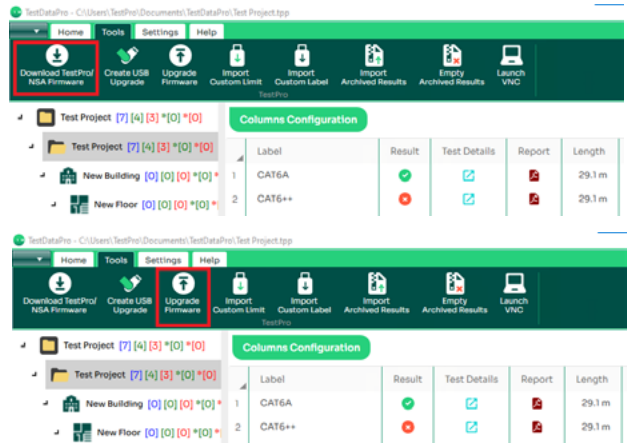 TestDataPro - C:\Users\TestPro\Documents\TestDataPro\Test Project.tpp
Home Tools Settings Help
Download TestPro/ NSA Firmware Create USB Upgrade Upgrade Firmware Import Custom Limit Import Custom Label Import Archived Results Empty Archived Results Launch VNC
TestPro
Test Project [7] [4] [3] *[0] *[0]
Columns Configuration
Test Project [7] [4] [3] *[0] *[0]
Label Result Test Details Report Length
New Building [0] [0] [0] *[0] *
1 CAT6A 29.1 m
New Floor [0] [0] [0] *[0] *
2 CAT6++ 29.1 m
TestDataPro - C:\Users\TestPro\Documents\TestDataPro\Test Project.tpp
Home Tools Settings Help
Download TestPro/ NSA Firmware Create USB Upgrade Upgrade Firmware Import Custom Limit Import Custom Label Import Archived Results Empty Archived Results Launch VNC
TestPro
Test Project [7] [4] [3] *[0] *[0]
Columns Configuration
Test Project [7] [4] [3] *[0] *[0]
Label Result Test Details Report Length
New Building [0] [0] [0] *[0] *
1 CAT6A 29.1 m
New Floor [0] [0] [0] *[0] *
2 CAT6++ 29.1 m